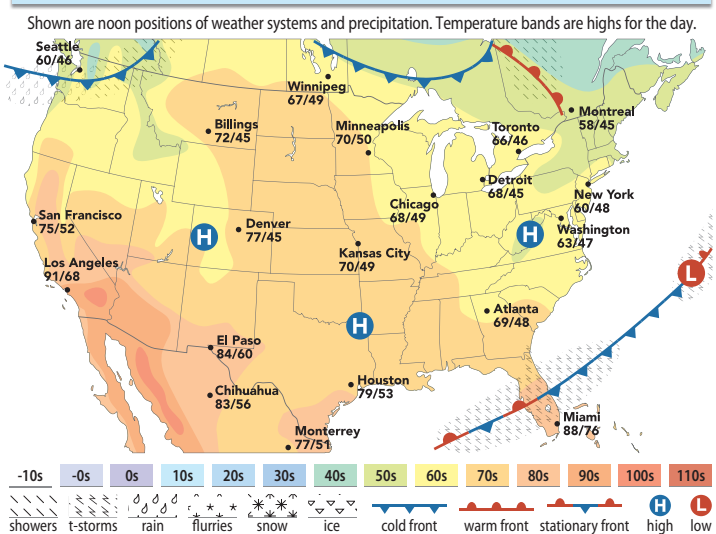 Shown are noon positions of weather systems and precipitation. Temperature bands are highs for the day.
Seattle
60/46
Winnipeg
67/49
Billings
72/45
Minneapolis
70/50
Toronto
66/46
Montreal
58/45
Detroit
68/45
Chicago
68/49
New York
60/48
San Francisco
75/52
Denver
77/45
H
H
Washington
63/47
Kansas City
70/49
Los Angeles
91/68
L
Atlanta
69/48
H
El Paso
84/60
Houston
79/53
Chihuahua
83/56
Miami
88/76
Monterrey
77/51
-10s -0s 0s 10s 20s 30s 40s 50s 60s 70s 80s 90s 100s 110s
H L
showers t-storms rain flurries snow ice cold front warm front stationary front high low